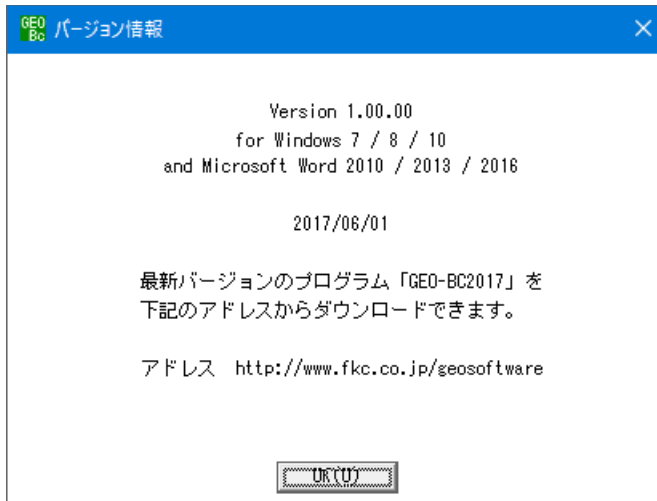 GEO Bc バージョン情報
Version 1.00.00
for Windows 7 / 8 / 10
and Microsoft Word 2010 / 2013 / 2016
2017/06/01
最新バージョンのプログラム「GEO-BC2017」を
下記のアドレスからダウンロードできます。
アドレス　http://www.fkc.co.jp/geosoftware